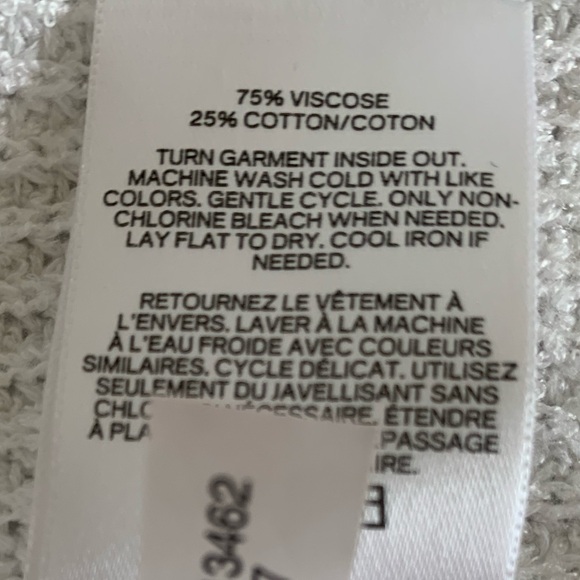 75% VISCOSE
25% COTTON/COTON
TURN GARMENT INSIDE OUT.
MACHINE WASH COLD WITH LIKE
COLORS. GENTLE CYCLE. ONLY NON-
CHLORINE BLEACH WHEN NEEDED.
LAY FLAT TO DRY. COOL IRON IF
NEEDED.
RETOURNEZ LE VÊTEMENT À
L'ENVERS. LAVER À LA MACHINE
À L'EAU FROIDE AVEC COULEURS
SIMILAIRES. CYCLE DÉLICAT. UTILISEZ
SEULEMENT DU JAVELLISANT SANS
ÉTENDRE
PASSAGE
3462